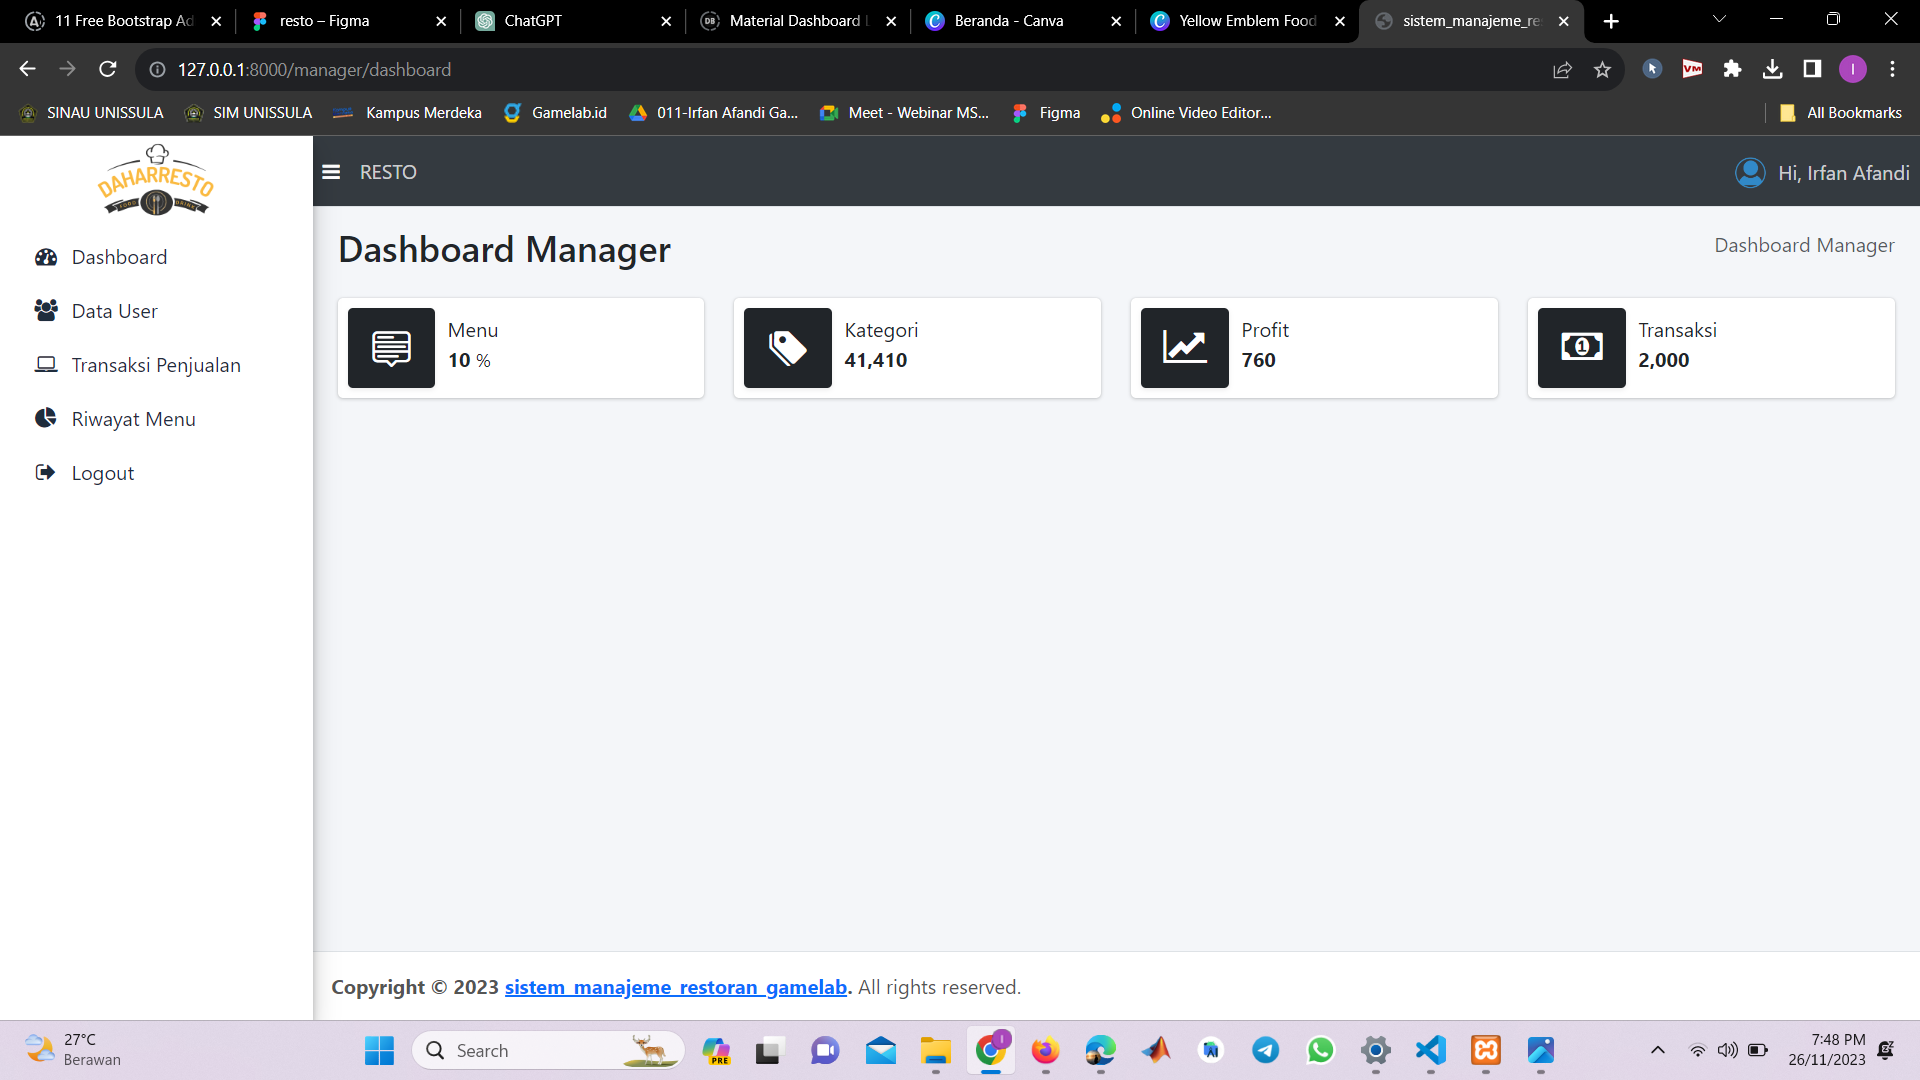 11 Free Bootstrap Ad
resto – Figma
ChatGPT
Material Dashboard L
Beranda - Canva
Yellow Emblem Food
sistem_manajeme_re
127.0.0.1:8000/manager/dashboard
SINAU UNISSULA
SIM UNISSULA
Kampus Merdeka
Gamelab.id
011-Irfan Afandi Ga...
Meet - Webinar MS...
Figma
Online Video Editor...
All Bookmarks
DAHARRESTO
RESTO
Hi, Irfan Afandi
Dashboard
Data User
Transaksi Penjualan
Riwayat Menu
Logout
Dashboard Manager
Dashboard Manager
Menu
10 %
Kategori
41,410
Profit
760
Transaksi
2,000
Copyright © 2023 sistem_manajeme_restoran_gamelab. All rights reserved.
27°C
Berawan
Search
PRE
7:48 PM
26/11/2023